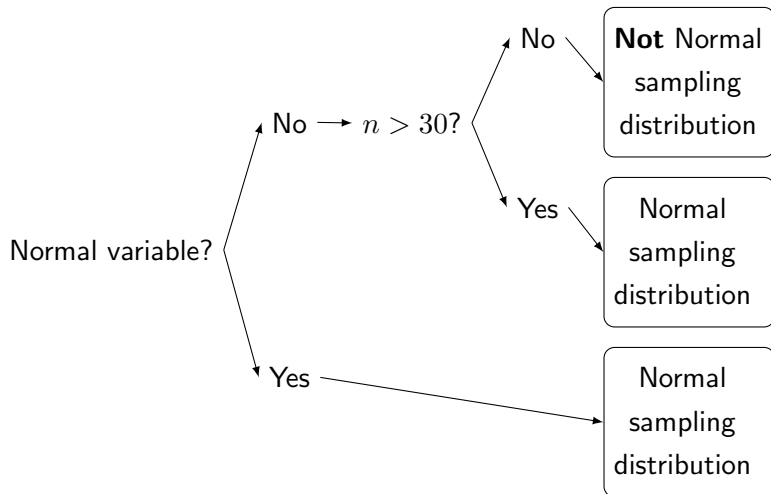 No
Not Normal
sampling
distribution
No
n > 30?
Yes
Normal
sampling
distribution
Normal variable?
Yes
Normal
sampling
distribution